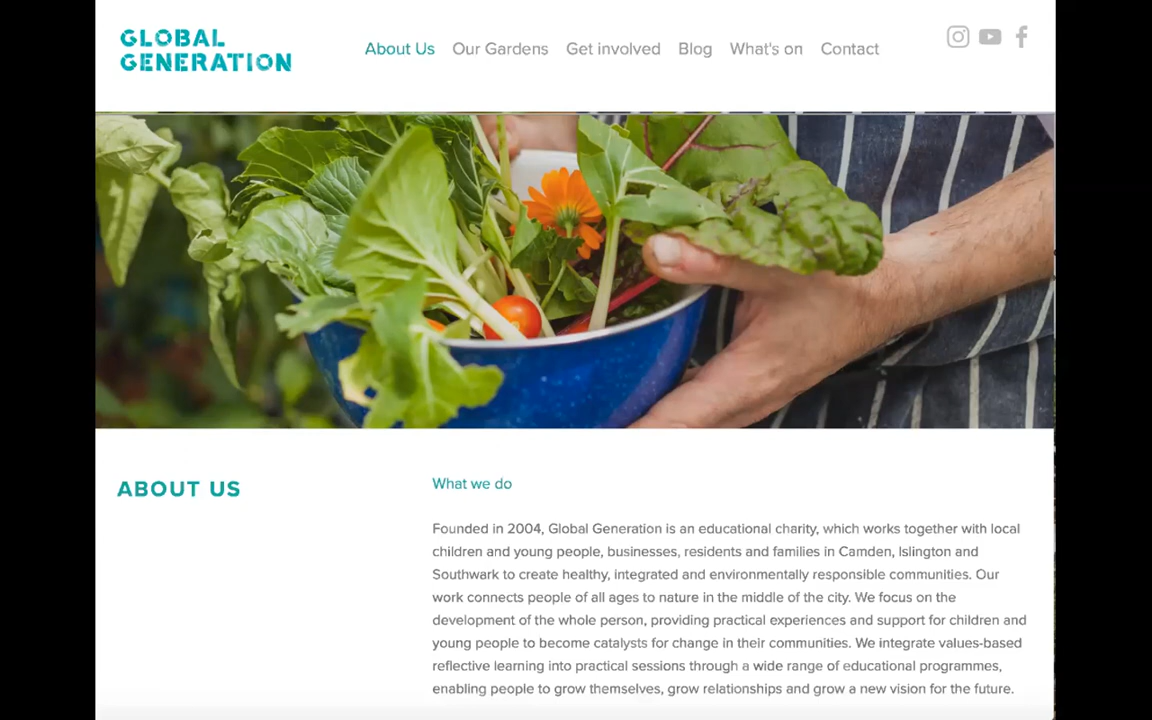 GLOBAL
GENERATION
About Us Our Gardens Get involved Blog What's on Contact
ABOUT US
What we do
Founded in 2004, Global Generation is an educational charity, which works together with local
children and young people, businesses, residents and families in Camden, Islington and
Southwark to create healthy, integrated and environmentally responsible communities. Our
work connects people of all ages to nature in the middle of the city. We focus on the
development of the whole person, providing practical experiences and support for children and
young people to become catalysts for change in their communities. We integrate values-based
reflective learning into practical sessions through a wide range of educational programmes,
enabling people to grow themselves, grow relationships and grow a new vision for the future.